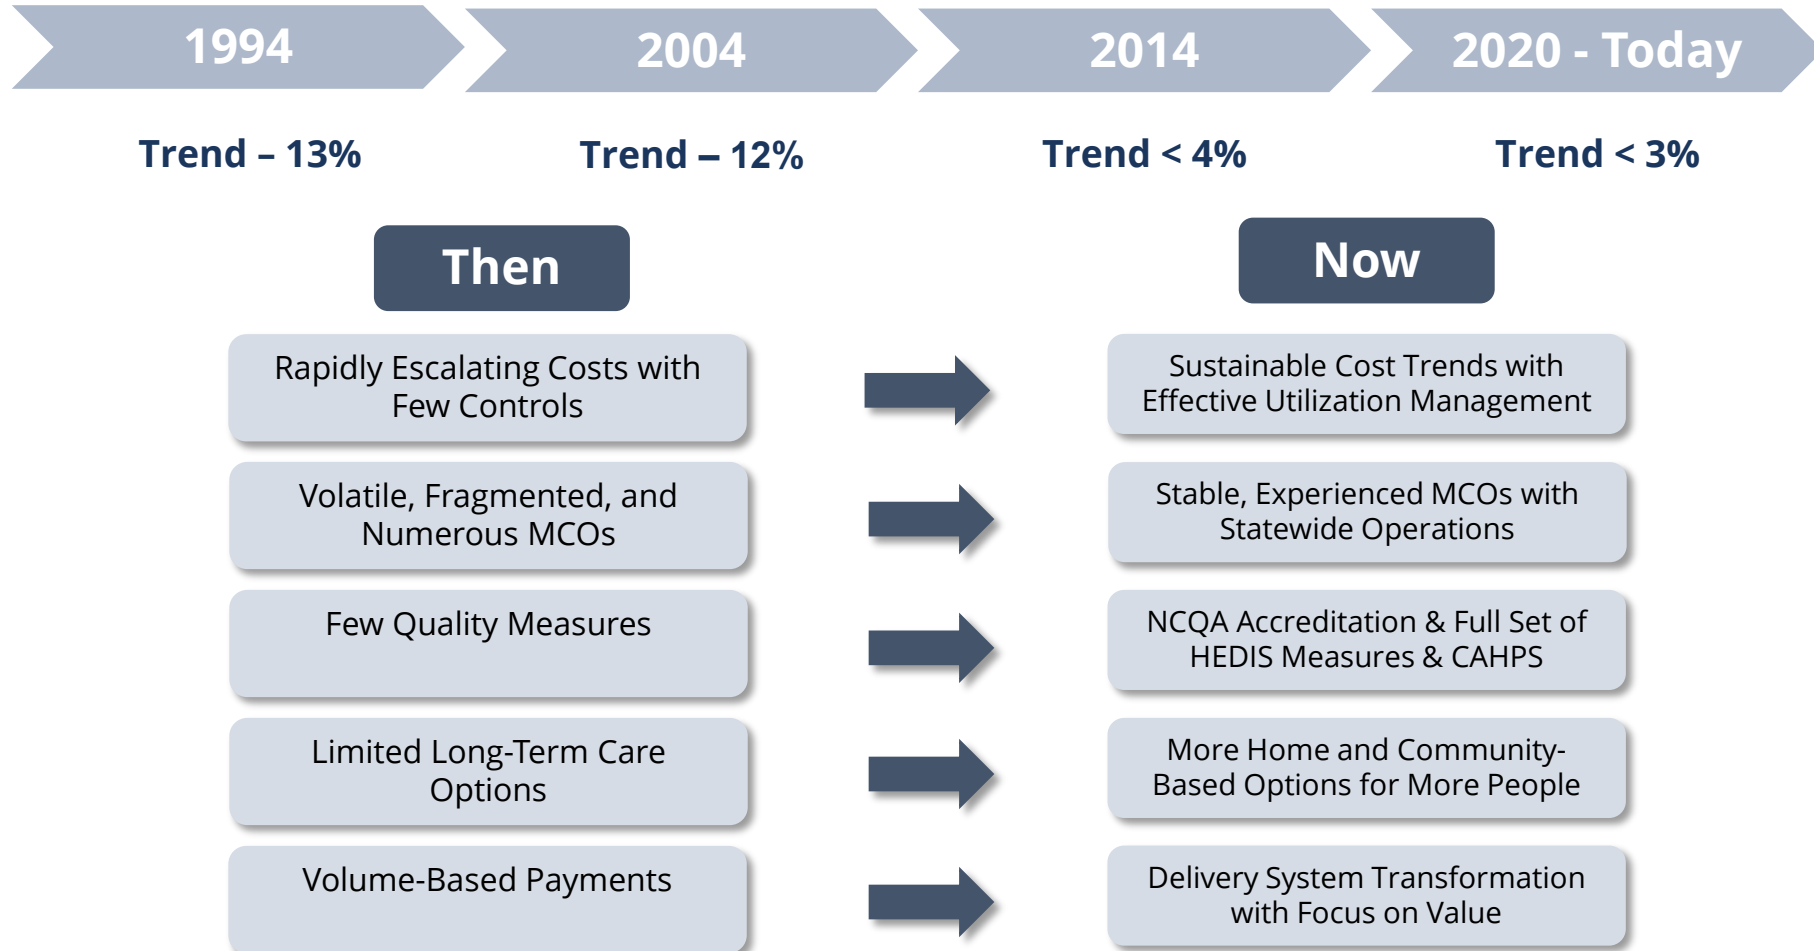 1994
2004
2014
2020 - Today
Trend – 13%
Trend – 12%
Trend < 4%
Trend < 3%
Then
Now
Rapidly Escalating Costs with
Few Controls
Sustainable Cost Trends with
Effective Utilization Management
Volatile, Fragmented, and
Numerous MCOs
Stable, Experienced MCOs with
Statewide Operations
Few Quality Measures
NCQA Accreditation & Full Set of
HEDIS Measures & CAHPS
Limited Long-Term Care
Options
More Home and Community-
Based Options for More People
Volume-Based Payments
Delivery System Transformation
with Focus on Value